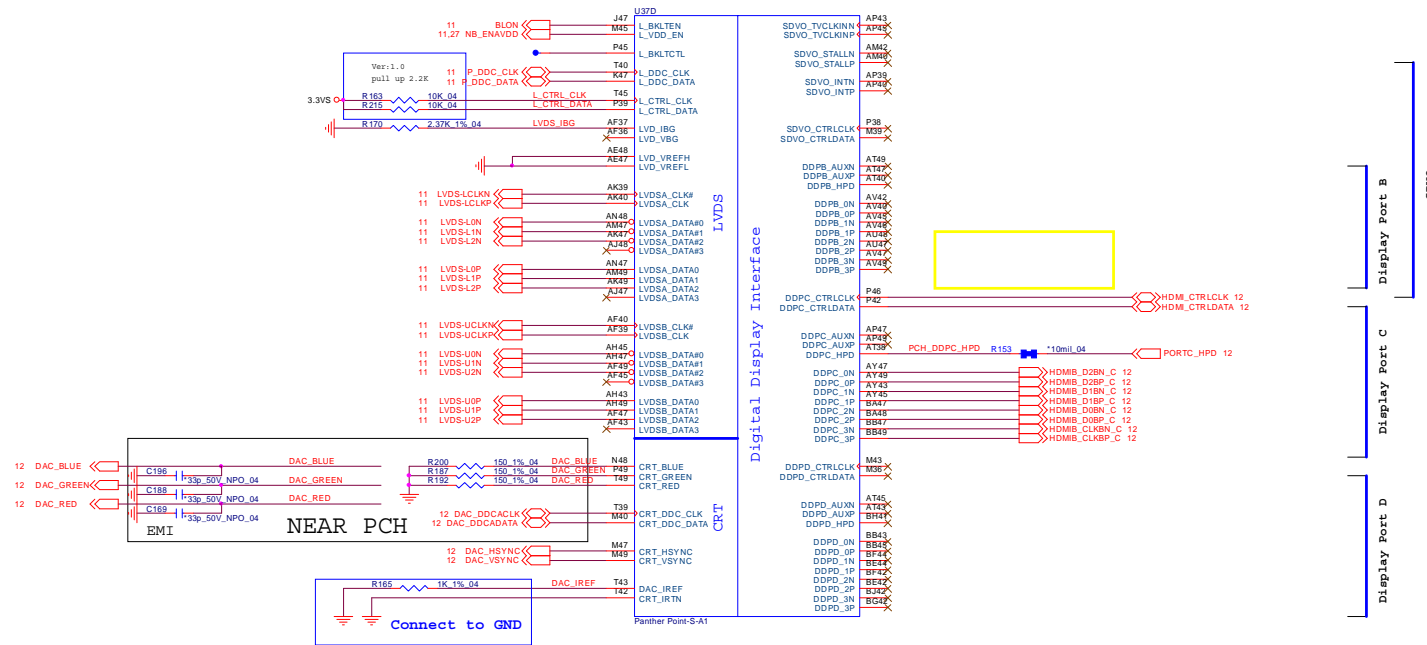 U37D
11 BLON J47 L_BKLTEN
11,27 NB_ENAVDD M45 L_VDD_EN
P45 L_BKLTCTL
Ver:1.0
pull up 2.2K
11 P_DDC_CLK T40 L_DDC_CLK
11 P_DDC_DATA K47 L_DDC_DATA
3.3VS R163 10K_04 L_CTRL_CLK T45 L_CTRL_CLK
R215 10K_04 L_CTRL_DATA P39 L_CTRL_DATA
R170 2.37K_1%_04 LVDS_IBG AF37 LVD_IBG
AF36 LVD_VBG
AE48 LVD_VREFH
AE47 LVD_VREFL
11 LVDS-LCLKN AK39 LVDSA_CLK#
11 LVDS-LCLKP AK40 LVDSA_CLK
11 LVDS-L0N AN48 LVDSA_DATA#0
11 LVDS-L1N AM47 LVDSA_DATA#1
11 LVDS-L2N AK47 LVDSA_DATA#2
AJ48 LVDSA_DATA#3
11 LVDS-L0P AN47 LVDSA_DATA0
11 LVDS-L1P AM49 LVDSA_DATA1
11 LVDS-L2P AK49 LVDSA_DATA2
AJ47 LVDSA_DATA3
11 LVDS-UCLKN AF40 LVDSB_CLK#
11 LVDS-UCLKP AF39 LVDSB_CLK
11 LVDS-U0N AH45 LVDSB_DATA#0
11 LVDS-U1N AH47 LVDSB_DATA#1
11 LVDS-U2N AF49 LVDSB_DATA#2
AF45 LVDSB_DATA#3
11 LVDS-U0P AH43 LVDSB_DATA0
11 LVDS-U1P AH49 LVDSB_DATA1
11 LVDS-U2P AF47 LVDSB_DATA2
AF43 LVDSB_DATA3
LVDS
12 DAC_BLUE DAC_BLUE
C196 *33p_50V_NPO_04
12 DAC_GREEN DAC_GREEN
C188 *33p_50V_NPO_04
12 DAC_RED DAC_RED
C169 *33p_50V_NPO_04
EMI NEAR PCH
R200 150_1%_04 DAC_BLUE N48 CRT_BLUE
R187 150_1%_04 DAC_GREEN P49 CRT_GREEN
R192 150_1%_04 DAC_RED T49 CRT_RED
12 DAC_DDCACLK T39 CRT_DDC_CLK
12 DAC_DDCADATA M40 CRT_DDC_DATA
12 DAC_HSYNC M47 CRT_HSYNC
12 DAC_VSYNC M49 CRT_VSYNC
R165 1K_1%_04 DAC_IREF T43 DAC_IREF
T42 CRT_IRTN
Connect to GND
CRT
Panther Point-S-A1
Digital Display Interface
SDVO_TVCLKINN AP43
SDVO_TVCLKINP AP45
SDVO_STALLN AM42
SDVO_STALLP AM40
SDVO_INTN AP39
SDVO_INTP AP40
SDVO_CTRLCLK P38
SDVO_CTRLDATA M39
DDPB_AUXN AT49
DDPB_AUXP AT47
DDPB_HPD AT40
DDPB_0N AV42
DDPB_0P AV40
DDPB_1N AV45
DDPB_1P AV46
DDPB_2N AU48
DDPB_2P AU47
DDPB_3N AV47
DDPB_3P AV49
Display Port B
DDPC_CTRLCLK P46 HDMI_CTRLCLK 12
DDPC_CTRLDATA P42 HDMI_CTRLDATA 12
DDPC_AUXN AP47
DDPC_AUXP AP49
DDPC_HPD AT38 PCH_DDPC_HPD R153 *10mil_04 PORTC_HPD 12
DDPC_0N AY47 HDMIB_D2BN_C 12
DDPC_0P AY49 HDMIB_D2BP_C 12
DDPC_1N AY43 HDMIB_D1BN_C 12
DDPC_1P AY45 HDMIB_D1BP_C 12
DDPC_2N BA47 HDMIB_D0BN_C 12
DDPC_2P BA48 HDMIB_D0BP_C 12
DDPC_3N BB47 HDMIB_CLKBN_C 12
DDPC_3P BB49 HDMIB_CLKBP_C 12
Display Port C
DDPD_CTRLCLK M43
DDPD_CTRLDATA M36
DDPD_AUXN AT45
DDPD_AUXP AT43
DDPD_HPD BH41
DDPD_0N BB43
DDPD_0P BB45
DDPD_1N BF44
DDPD_1P BE44
DDPD_2N BF42
DDPD_2P BE42
DDPD_3N BJ42
DDPD_3P BG42
Display Port D